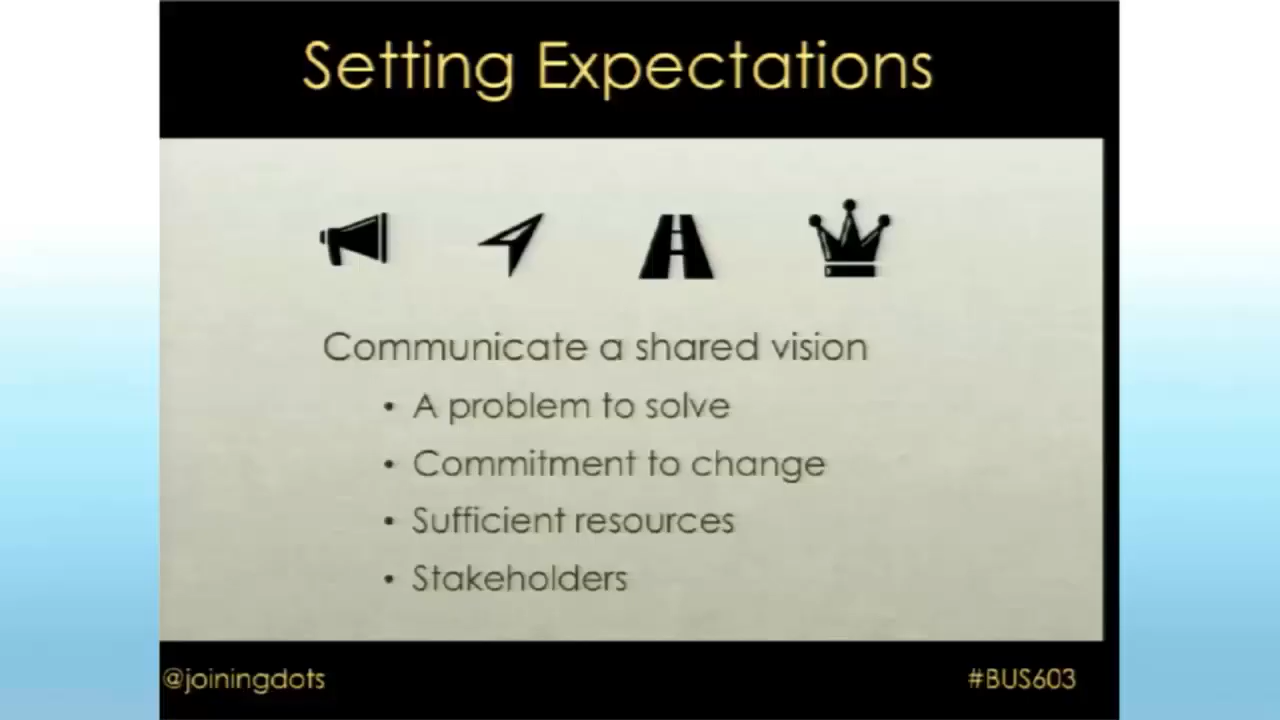 Setting Expectations
Communicate a shared vision
• A problem to solve
• Commitment to change
• Sufficient resources
• Stakeholders
@joiningdots
#BUS603